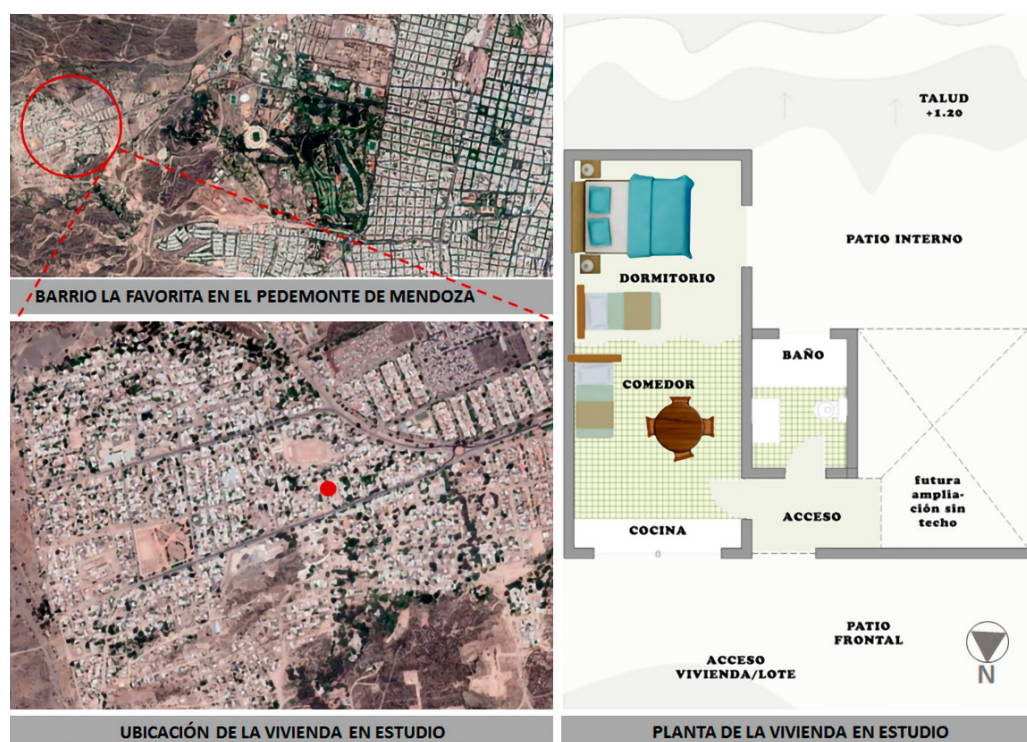 BARRIO LA FAVORITA EN EL PEDEMONTE DE MENDOZA
UBICACIÓN DE LA VIVIENDA EN ESTUDIO
TALUD
+1.20
PATIO INTERNO
DORMITORIO
BAÑO
COMEDOR
futura
amplia-
ción sin
techo
ACCESO
COCINA
PATIO
FRONTAL
ACCESO
VIVIENDA/LOTE
N
PLANTA DE LA VIVIENDA EN ESTUDIO